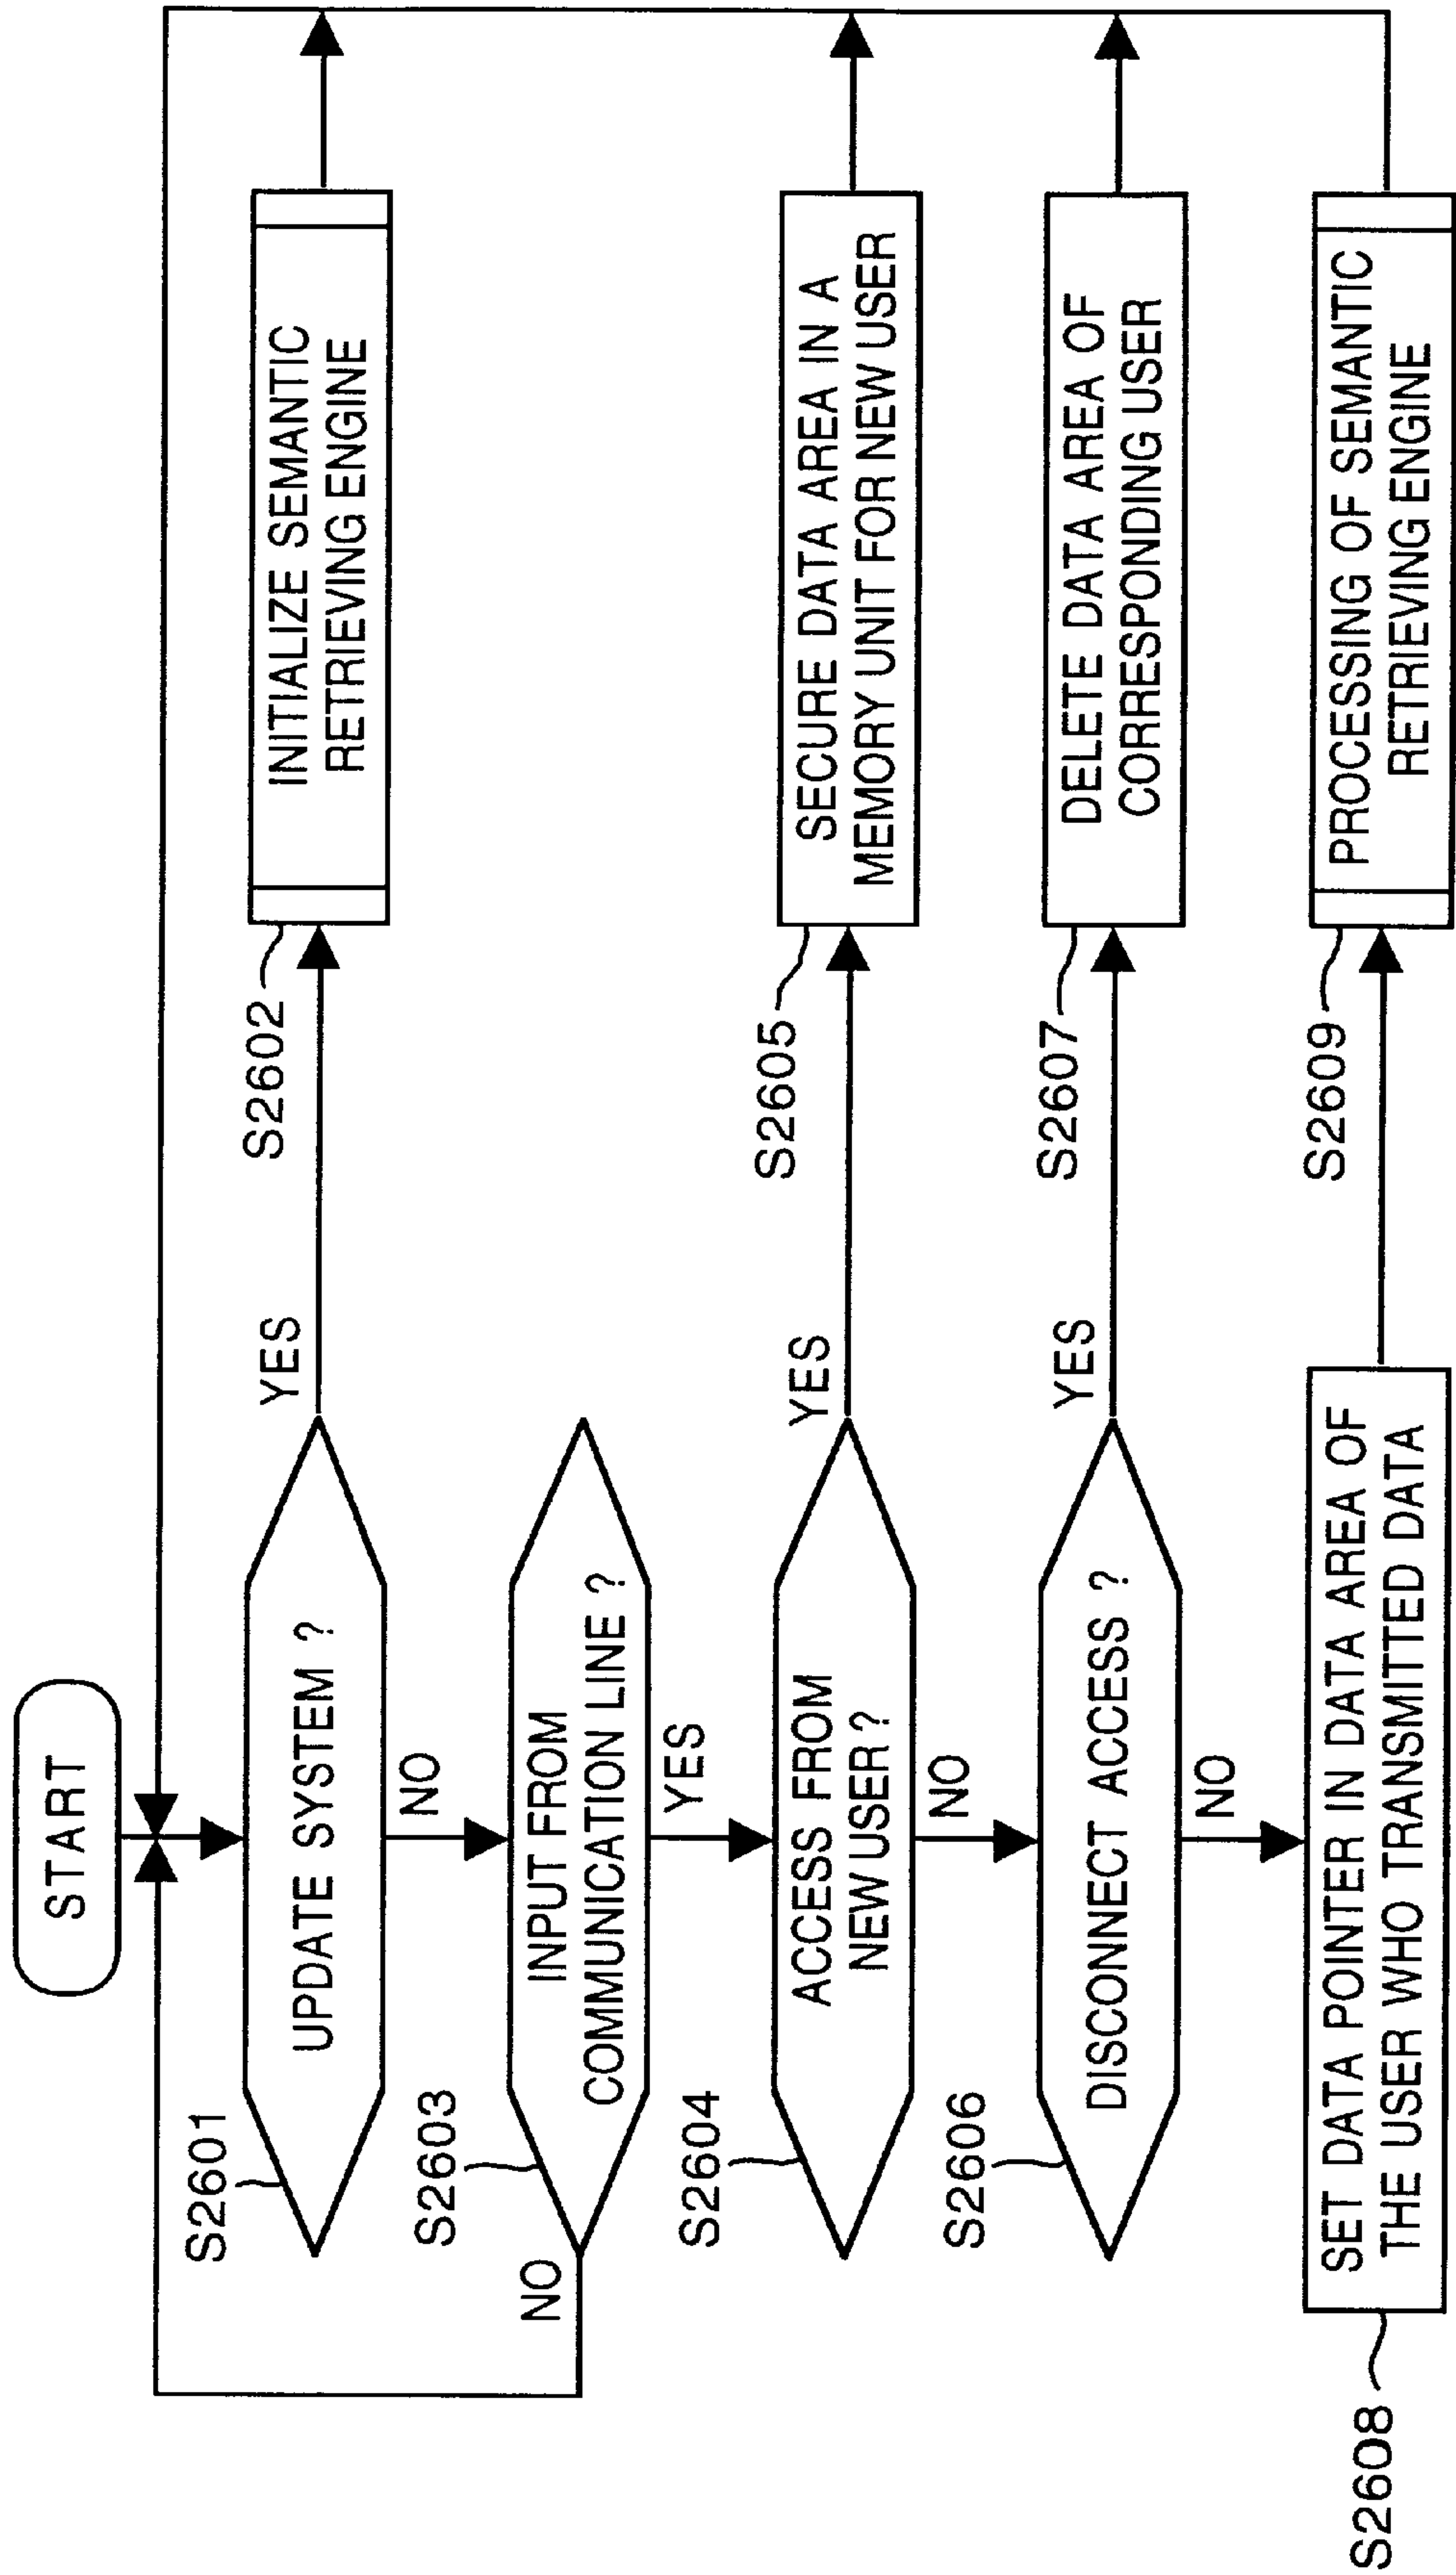 START
S2601
UPDATE SYSTEM ?
YES
S2602
INITIALIZE SEMANTIC
RETRIEVING ENGINE
NO
S2603
INPUT FROM
COMMUNICATION LINE ?
NO
YES
S2604
ACCESS FROM
NEW USER ?
YES
S2605
SECURE DATA AREA IN A
MEMORY UNIT FOR NEW USER
NO
S2606
DISCONNECT ACCESS ?
YES
S2607
DELETE DATA AREA OF
CORRESPONDING USER
NO
S2608
SET DATA POINTER IN DATA AREA OF
THE USER WHO TRANSMITTED DATA
S2609
PROCESSING OF SEMANTIC
RETRIEVING ENGINE